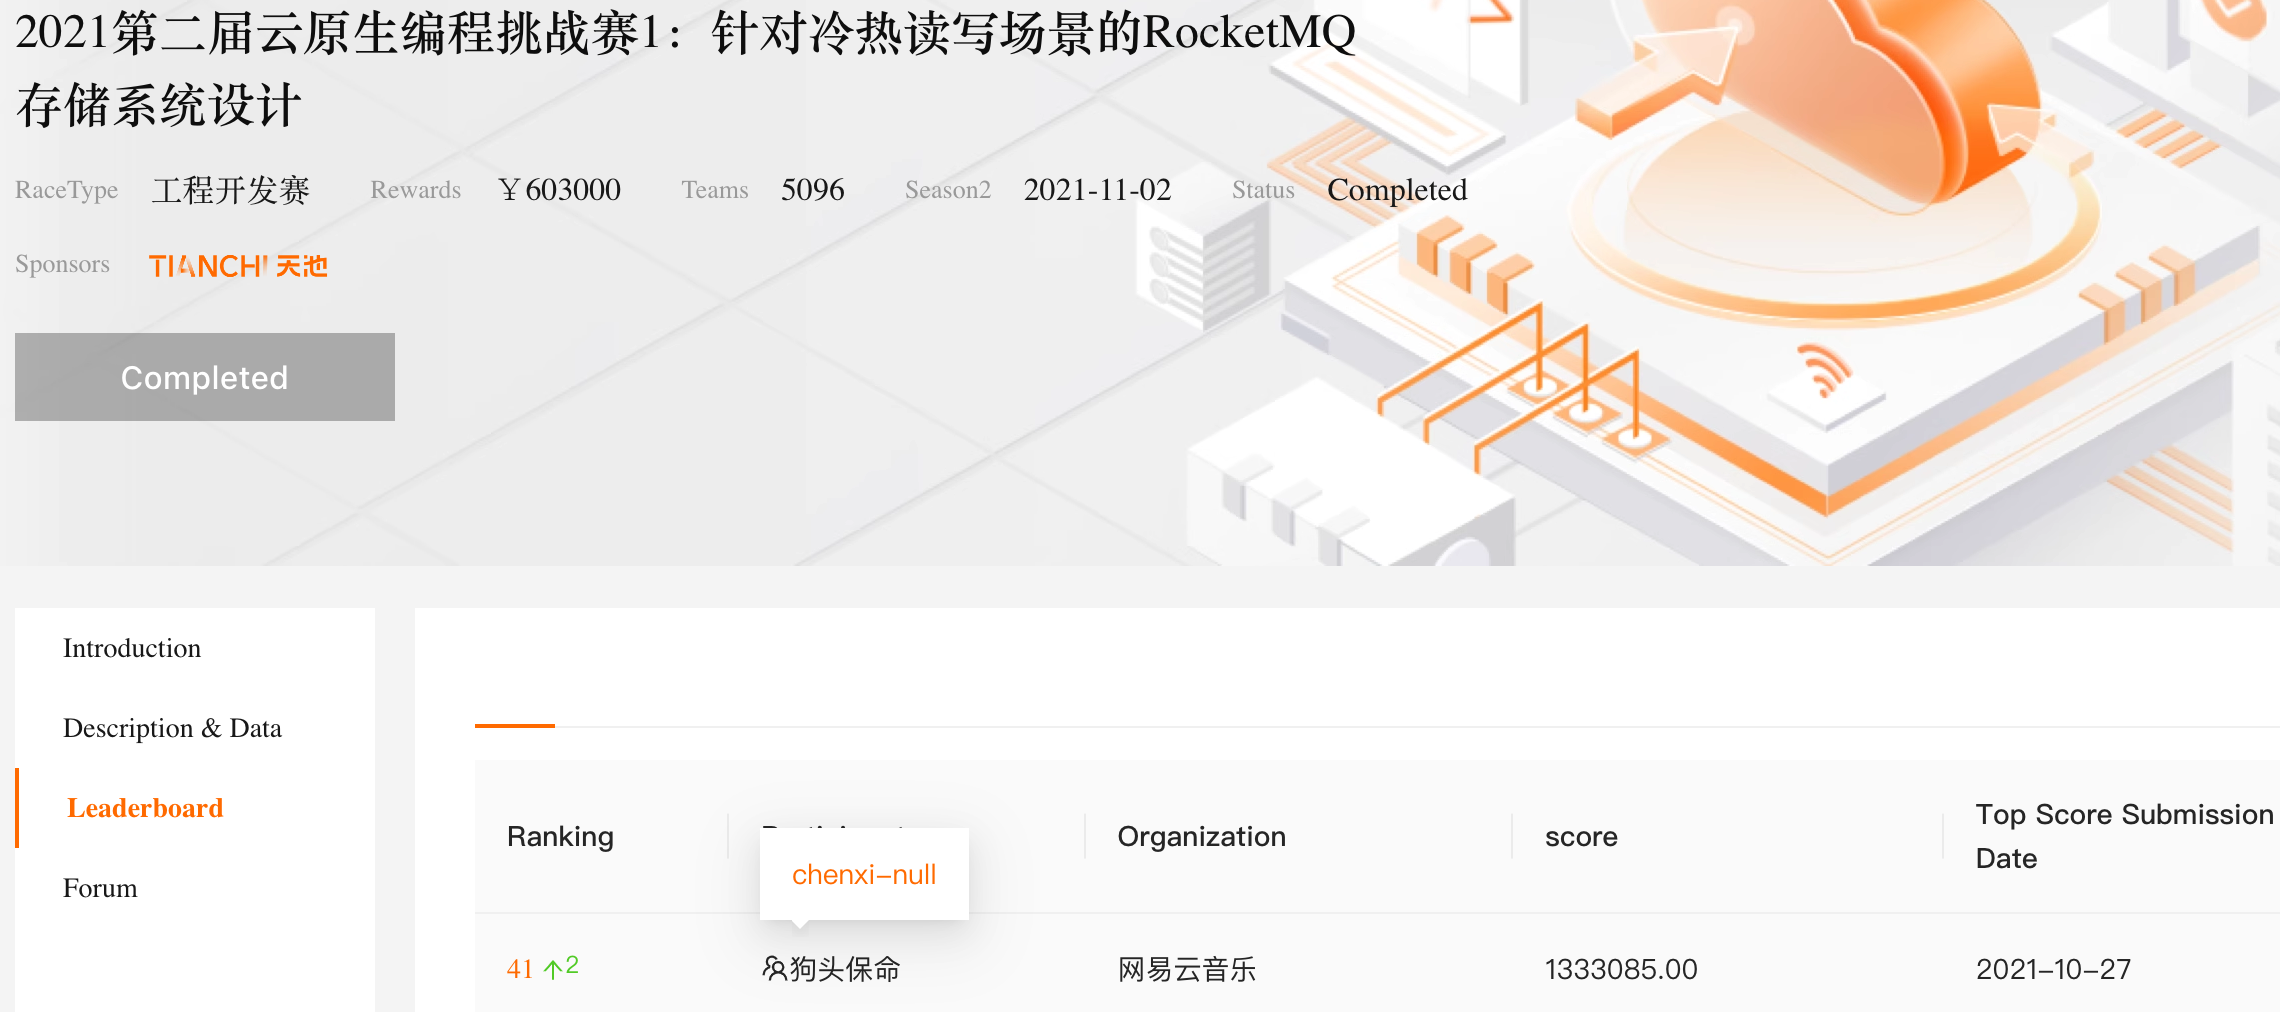 2021第二届云原生编程挑战赛1：针对冷热读写场景的RocketMQ
存储系统设计
RaceType 工程开发赛 Rewards ￥603000 Teams 5096 Season2 2021-11-02 Status Completed
Sponsors TIANCHI 天池
Completed
Introduction
Description & Data
Leaderboard
Forum
Ranking Organization score Top Score Submission Date
chenxi-null
41 ↑2 狗头保命 网易云音乐 1333085.00 2021-10-27